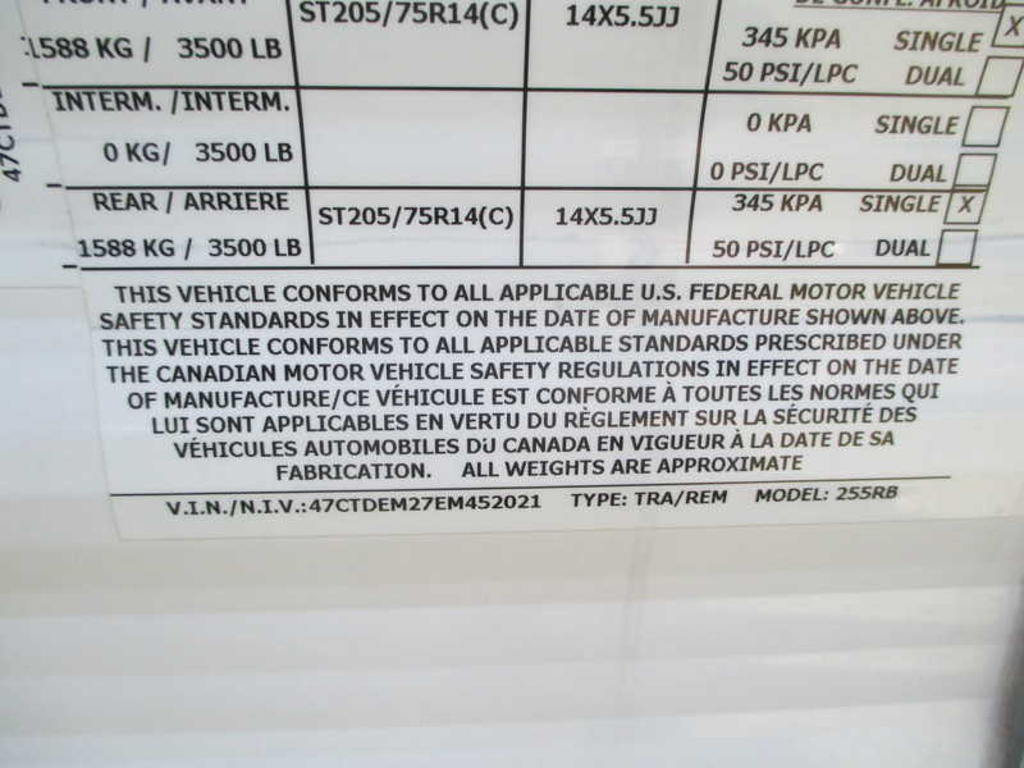 FRONT / AVANT
1588 KG / 3500 LB
ST205/75R14(C)
14X5.5JJ
345 KPA SINGLE X
50 PSI/LPC DUAL
INTERM. /INTERM.
0 KG/ 3500 LB
0 KPA SINGLE
0 PSI/LPC DUAL
REAR / ARRIERE
1588 KG / 3500 LB
ST205/75R14(C)
14X5.5JJ
345 KPA SINGLE X
50 PSI/LPC DUAL
THIS VEHICLE CONFORMS TO ALL APPLICABLE U.S. FEDERAL MOTOR VEHICLE
SAFETY STANDARDS IN EFFECT ON THE DATE OF MANUFACTURE SHOWN ABOVE.
THIS VEHICLE CONFORMS TO ALL APPLICABLE STANDARDS PRESCRIBED UNDER
THE CANADIAN MOTOR VEHICLE SAFETY REGULATIONS IN EFFECT ON THE DATE
OF MANUFACTURE/CE VÉHICULE EST CONFORME À TOUTES LES NORMES QUI
LUI SONT APPLICABLES EN VERTU DU RÈGLEMENT SUR LA SÉCURITÉ DES
VÉHICULES AUTOMOBILES DU CANADA EN VIGUEUR À LA DATE DE SA
FABRICATION. ALL WEIGHTS ARE APPROXIMATE
V.I.N./N.I.V.:47CTDEM27EM452021 TYPE: TRA/REM MODEL: 255RB